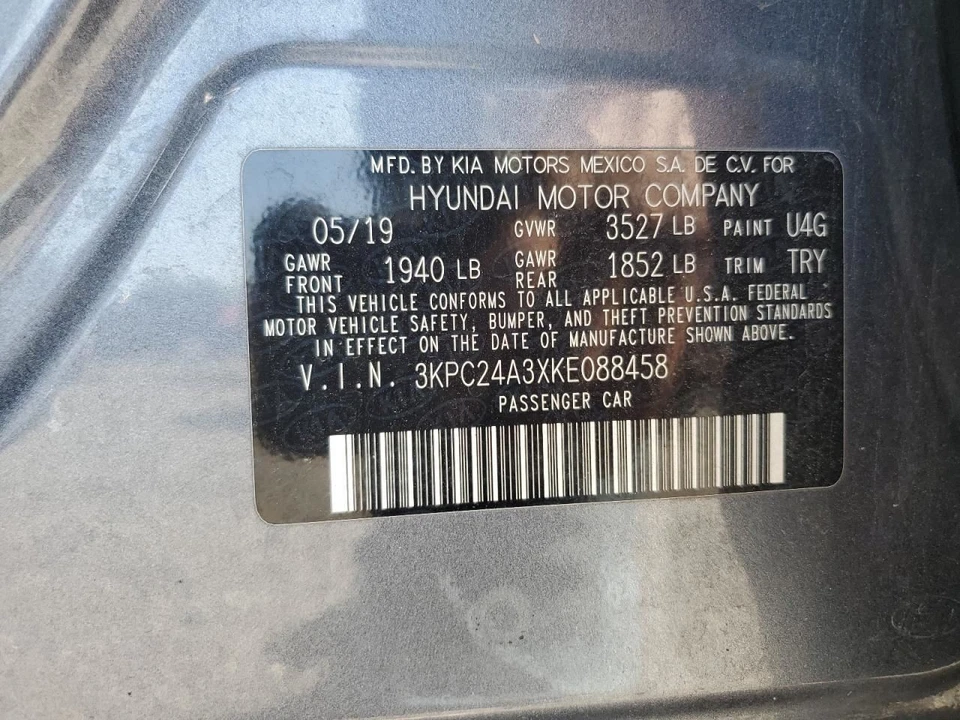 MFD. BY KIA MOTORS MEXICO S.A. DE C.V. FOR
HYUNDAI MOTOR COMPANY
05/19 GVWR 3527 LB PAINT U4G
GAWR FRONT 1940 LB GAWR REAR 1852 LB TRIM TRY
THIS VEHICLE CONFORMS TO ALL APPLICABLE U.S.A. FEDERAL
MOTOR VEHICLE SAFETY, BUMPER, AND THEFT PREVENTION STANDARDS
IN EFFECT ON THE DATE OF MANUFACTURE SHOWN ABOVE.
V.I.N. 3KPC24A3XKE088458
PASSENGER CAR